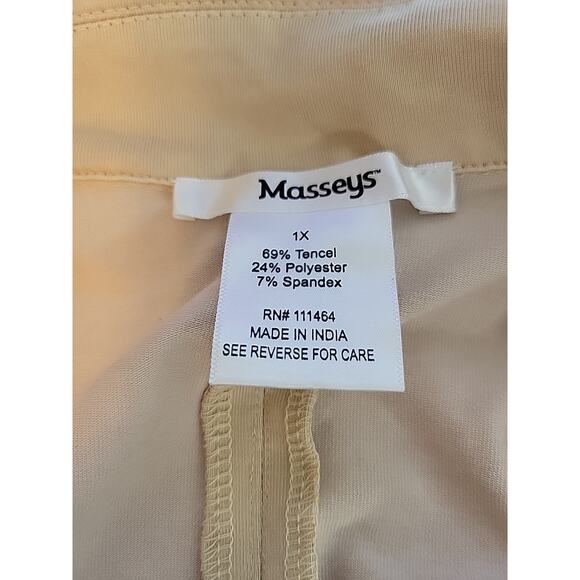 Masseys™
1X
69% Tencel
24% Polyester
7% Spandex
RN# 111464
MADE IN INDIA
SEE REVERSE FOR CARE